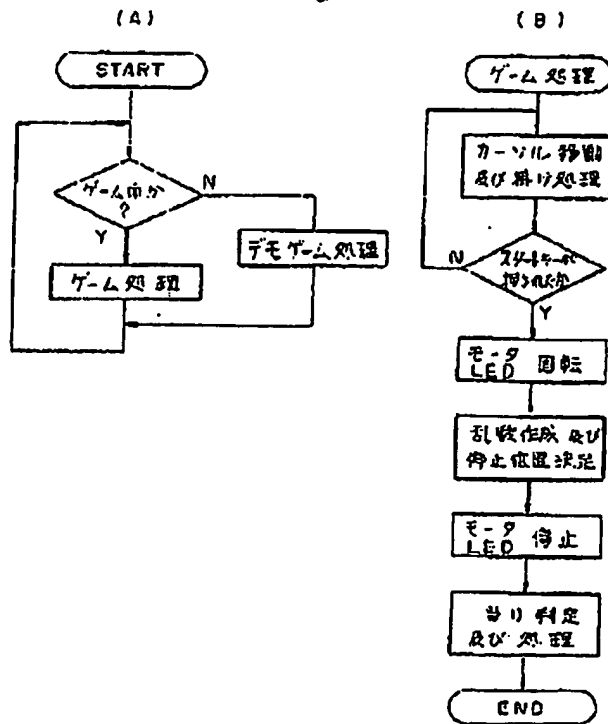 (A)
START
ゲーム中か
?
N
Y
デモゲーム処理
ゲーム処理
(B)
ゲーム処理
カーソル移動
及び掛け処理
スタートキーが
押されたか
N
Y
モータ
LED 回転
乱数作成及び
停止位置決定
モータ
LED 停止
当り判定
及び処理
END